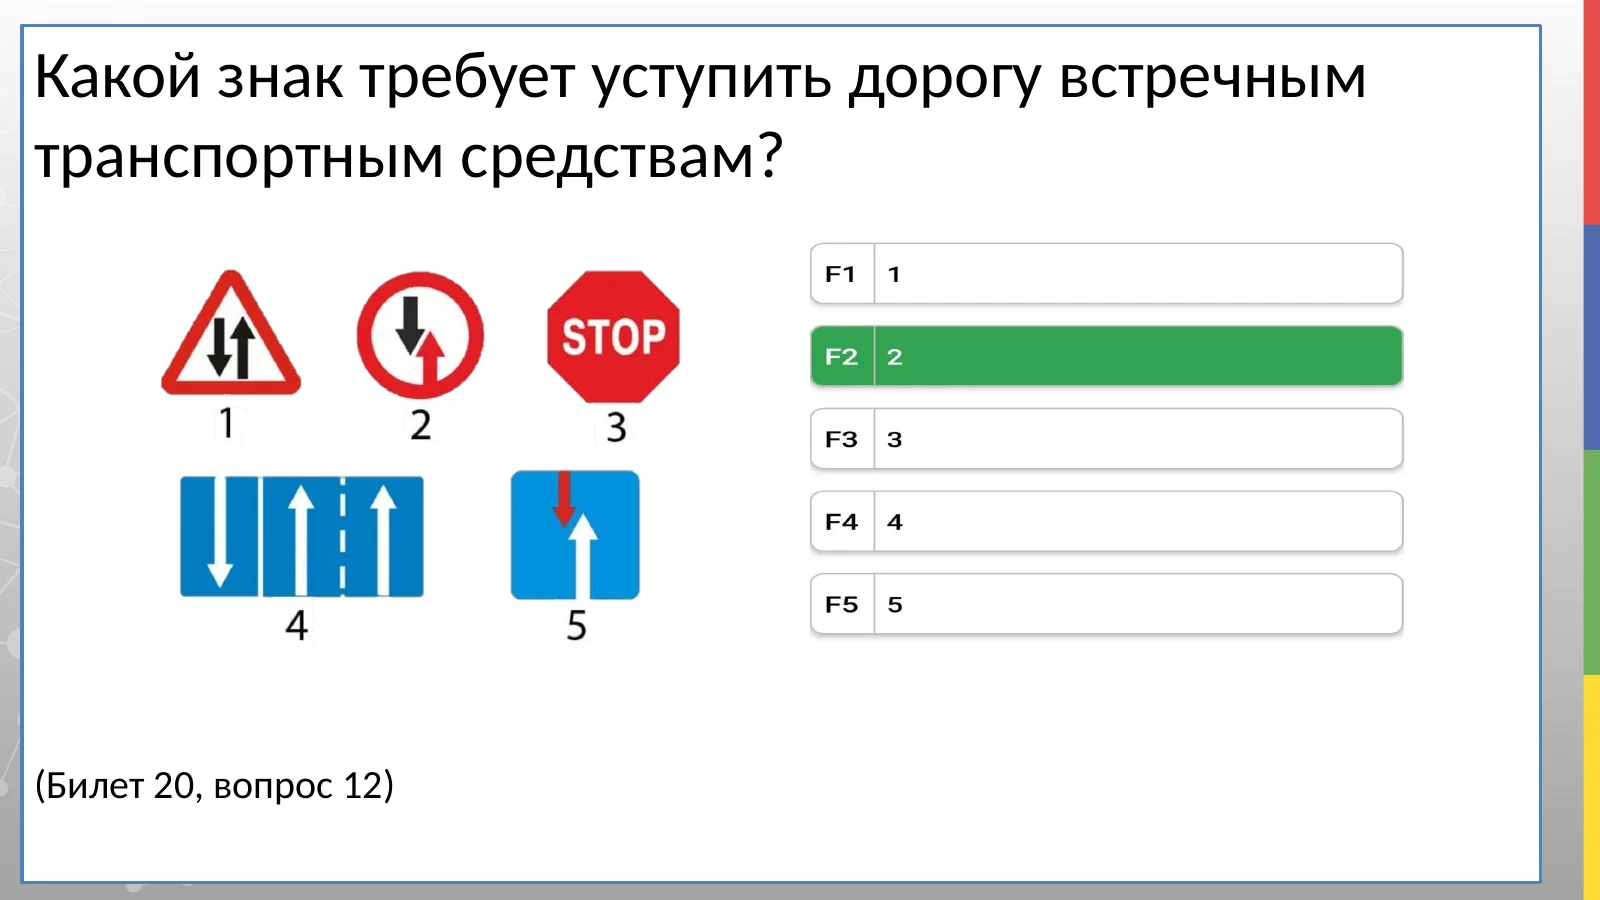 Какой знак требует уступить дорогу встречным
транспортным средствам?
STOP
1
2
3
4
5
F1 1
F2 2
F3 3
F4 4
F5 5
(Билет 20, вопрос 12)